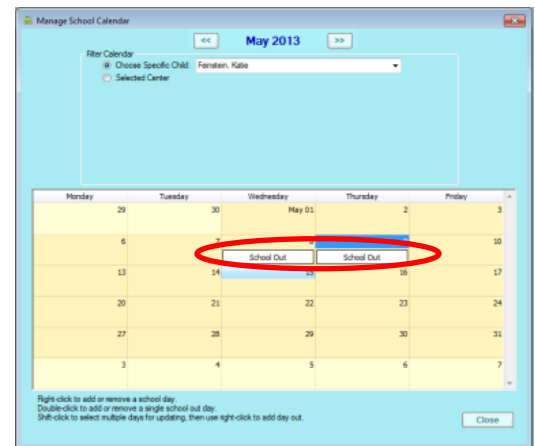 Manage School Calendar
<< May 2013 >>
Filter Calendar
Choose Specific Child: Feinstein, Katie
Selected Center
Monday Tuesday Wednesday Thursday Friday
29 30 May 01 2 3
6 7 8 10
School Out School Out
13 14 15 16 17
20 21 22 23 24
27 28 29 30 31
3 4 5 6 7
Right-click to add or remove a school day.
Double-click to add or remove a single school out day.
Shift-click to select multiple days for updating, then use right-click to add day out.
Close